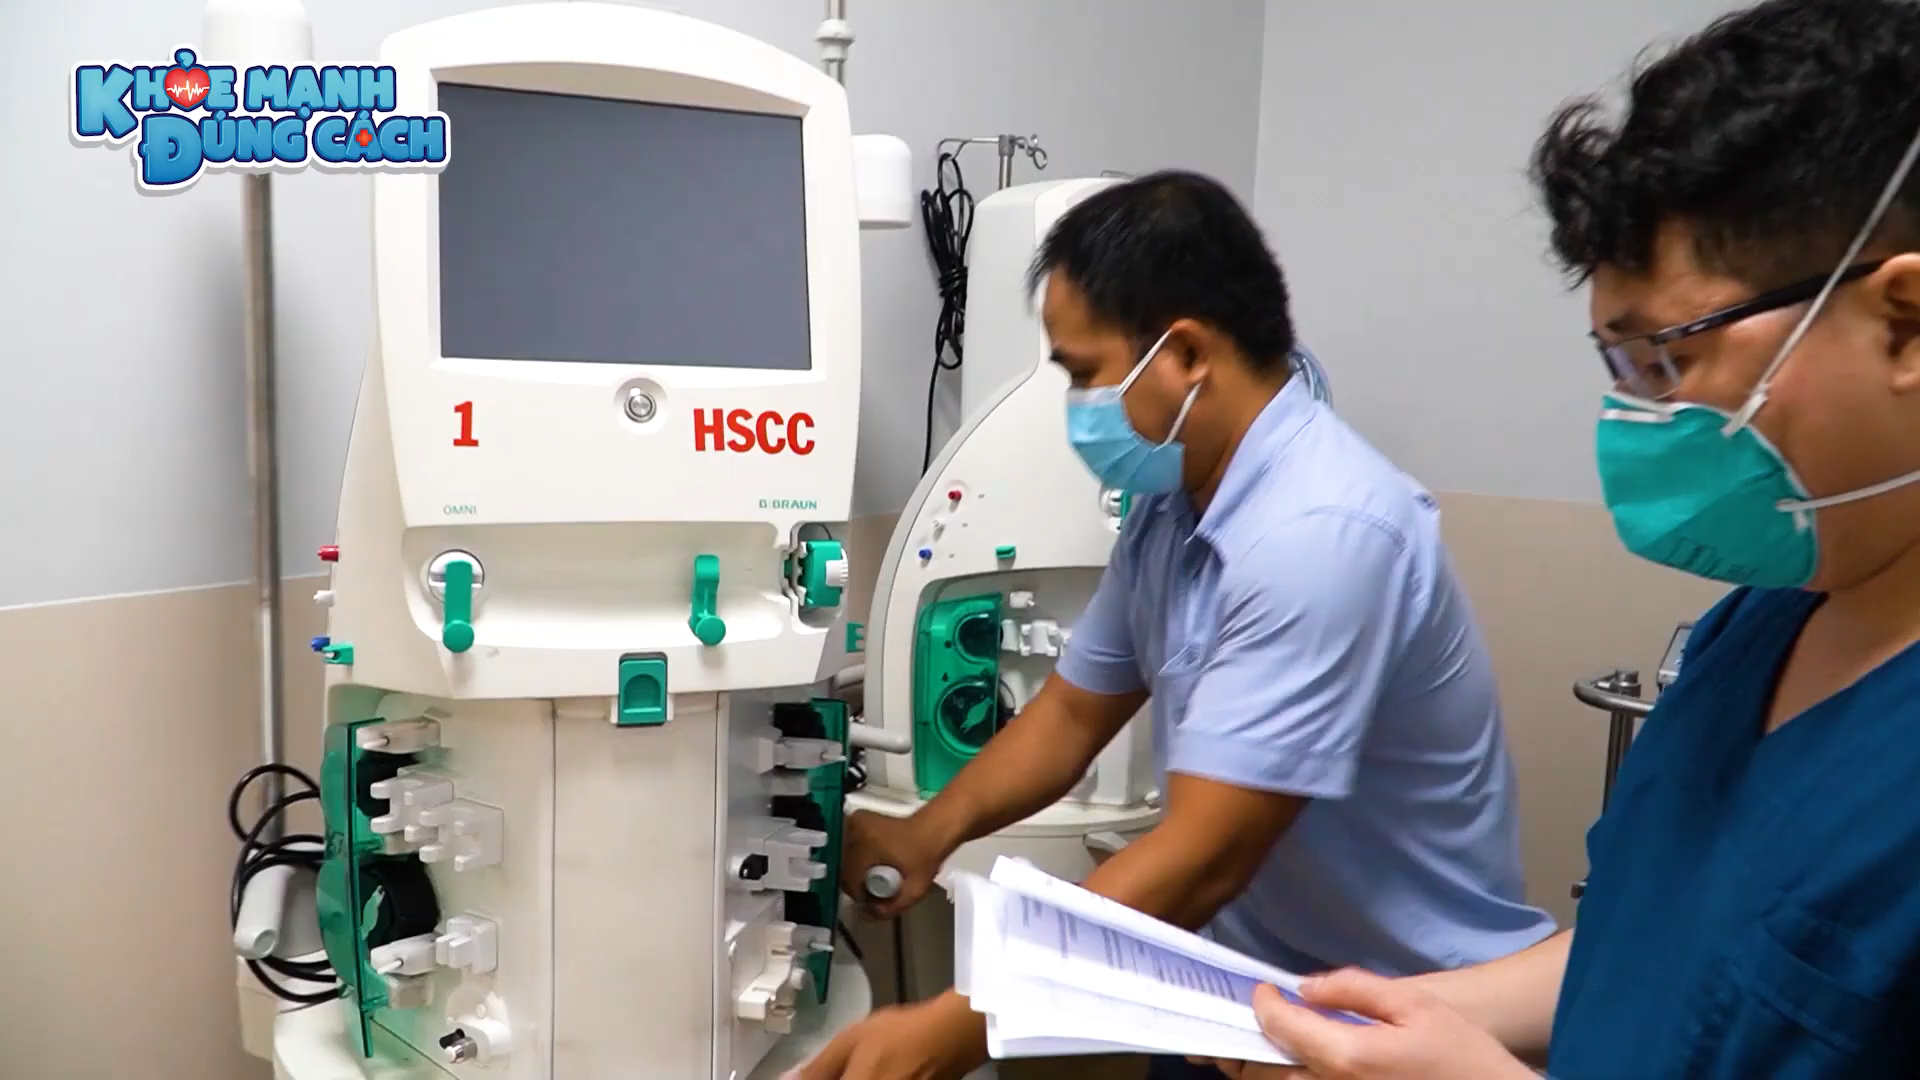 KHỎE MẠNH
ĐÚNG CÁCH
1
HSCC
OMNI
B|BRAUN